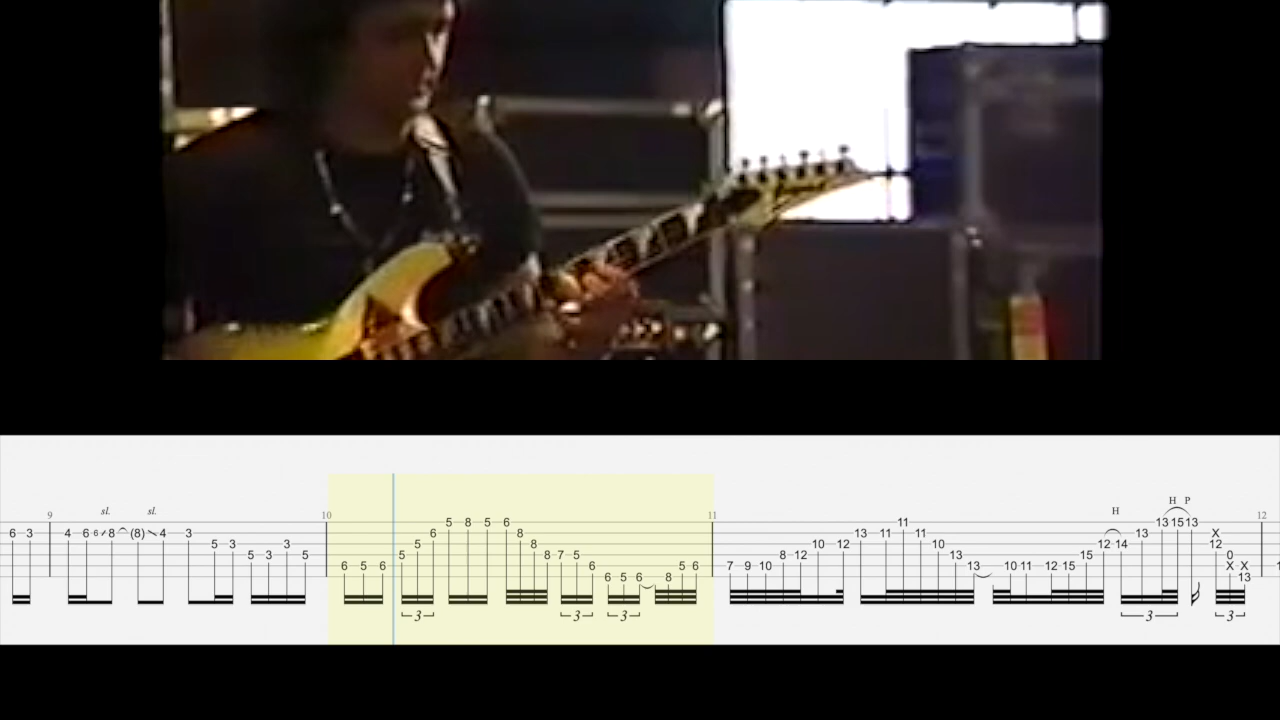 9 10 11 12
sl. sl. H H P
5 8 5 6 11 13 15 13
6 3 4 6 6 8 (8) 4 3 6 8 13 11 11 13 X
5 3 3 5 8 10 12 10 12 14 12
5 3 5 5 8 7 5 8 12 13 15 0
6 5 6 6 8 5 6 7 9 10 13 10 11 12 15 X X
6 5 6 13
3 3 3 3 3